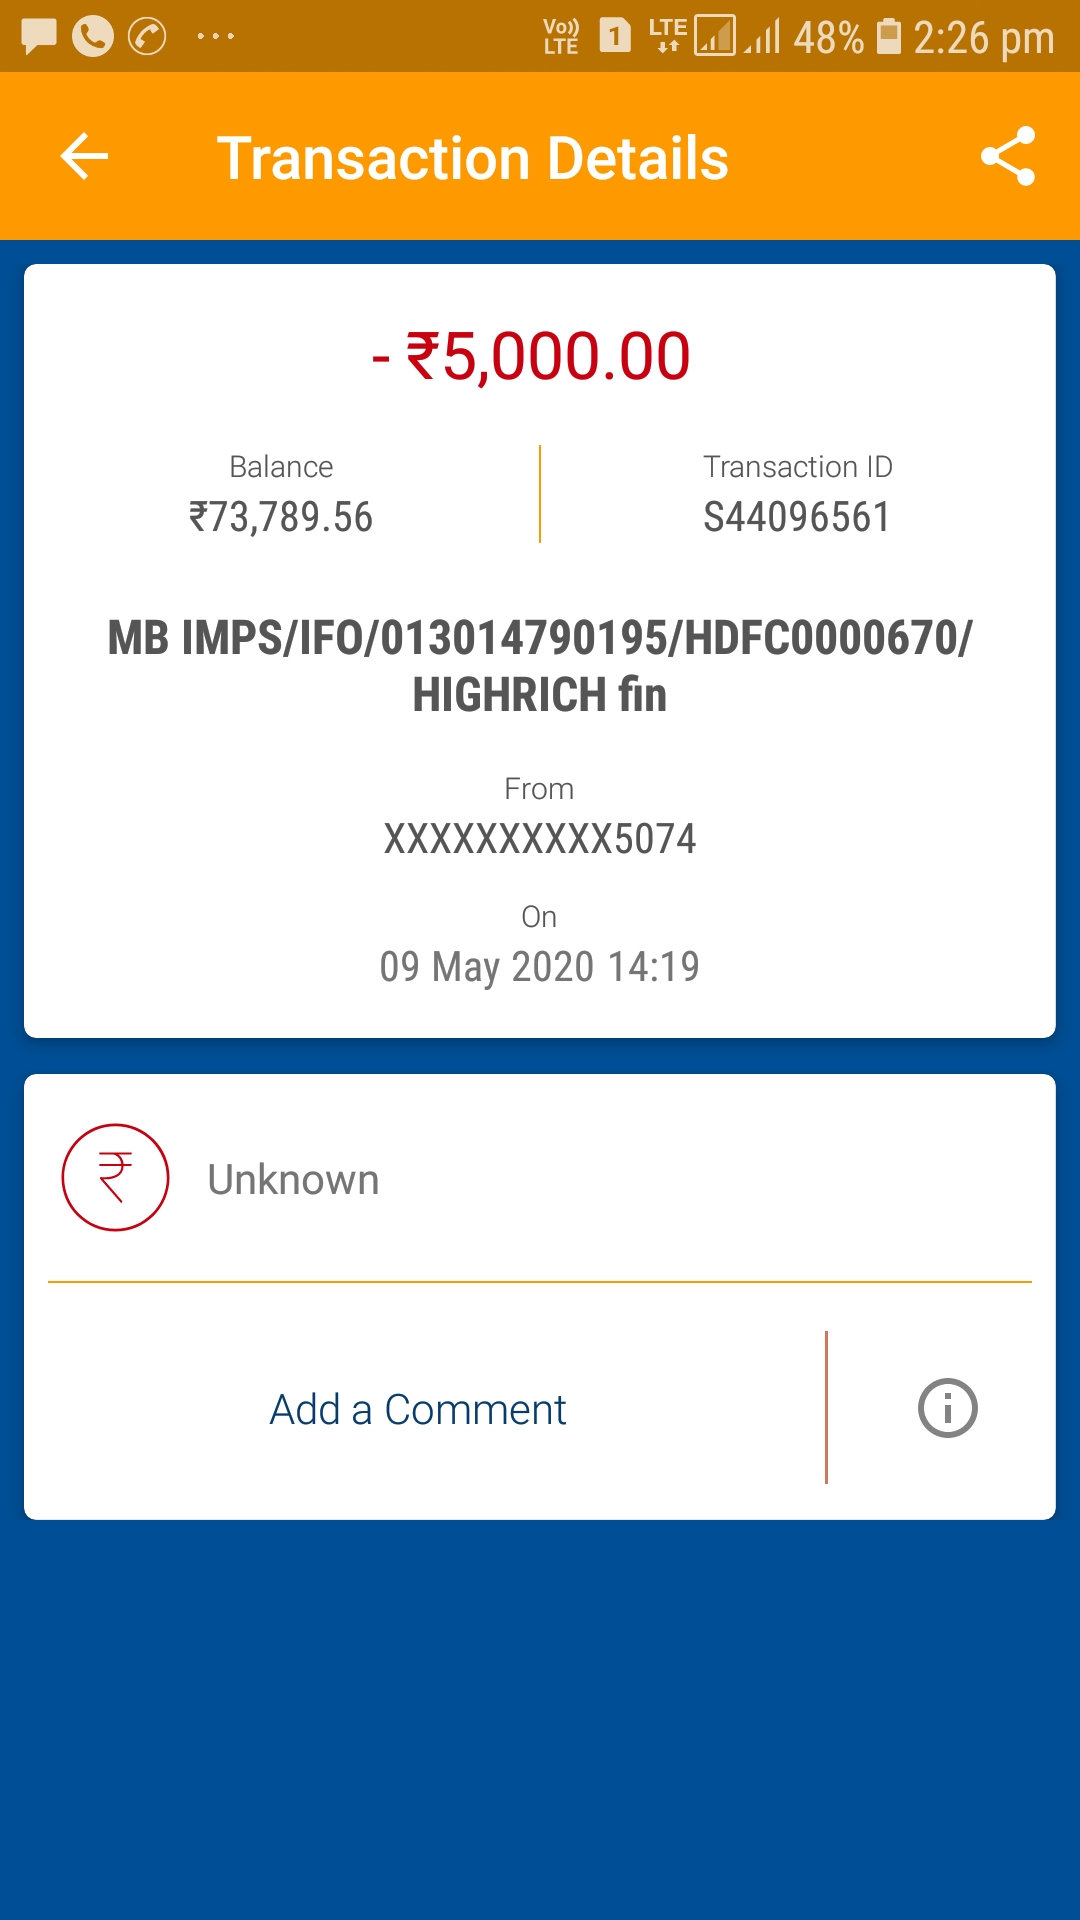 Vo)) LTE 1 LTE 48% 2:26 pm
Transaction Details
- ₹5,000.00
Balance Transaction ID
₹73,789.56 S44096561
MB IMPS/IFO/013014790195/HDFC0000670/
HIGHRICH fin
From
XXXXXXXXXX5074
On
09 May 2020 14:19
₹ Unknown
Add a Comment